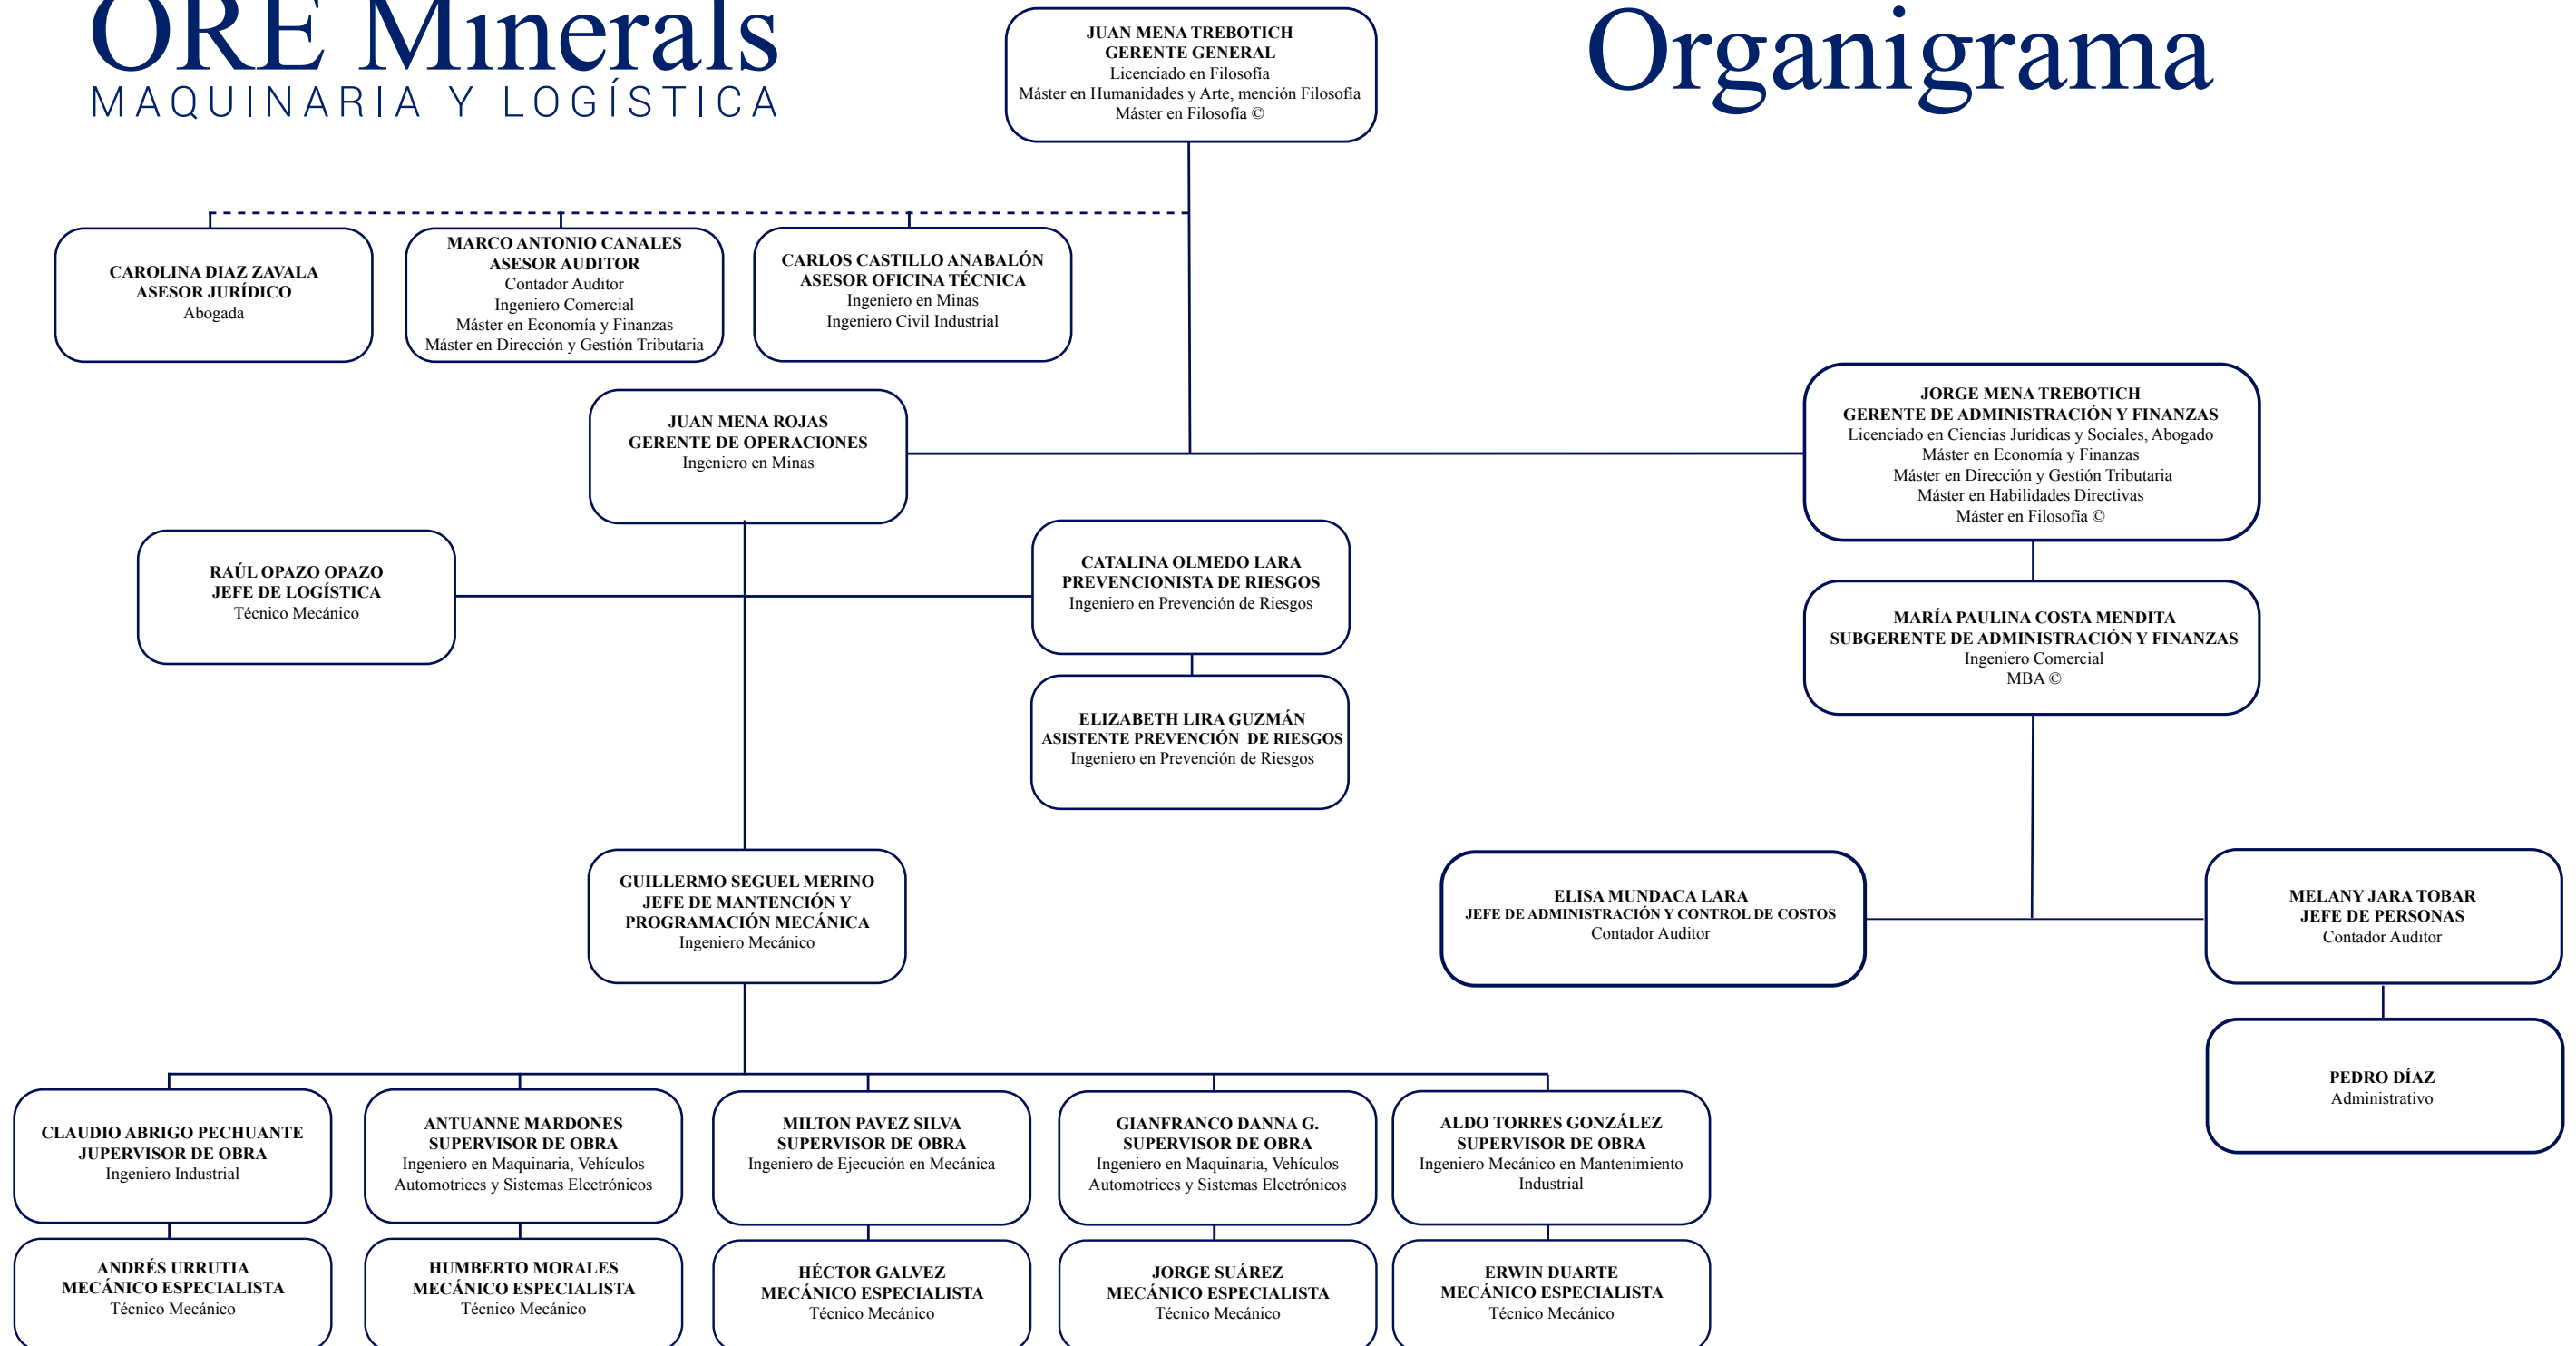 ORE Minerals
MAQUINARIA Y LOGÍSTICA
Organigrama
JUAN MENA TREBOTICH
GERENTE GENERAL
Licenciado en Filosofía
Máster en Humanidades y Arte, mención Filosofía
Máster en Filosofía ©
CAROLINA DIAZ ZAVALA
ASESOR JURÍDICO
Abogada
MARCO ANTONIO CANALES
ASESOR AUDITOR
Contador Auditor
Ingeniero Comercial
Máster en Economía y Finanzas
Máster en Dirección y Gestión Tributaria
CARLOS CASTILLO ANABALÓN
ASESOR OFICINA TÉCNICA
Ingeniero en Minas
Ingeniero Civil Industrial
JUAN MENA ROJAS
GERENTE DE OPERACIONES
Ingeniero en Minas
JORGE MENA TREBOTICH
GERENTE DE ADMINISTRACIÓN Y FINANZAS
Licenciado en Ciencias Jurídicas y Sociales, Abogado
Máster en Economía y Finanzas
Máster en Dirección y Gestión Tributaria
Máster en Habilidades Directivas
Máster en Filosofía ©
RAÚL OPAZO OPAZO
JEFE DE LOGÍSTICA
Técnico Mecánico
CATALINA OLMEDO LARA
PREVENCIONISTA DE RIESGOS
Ingeniero en Prevención de Riesgos
MARÍA PAULINA COSTA MENDITA
SUBGERENTE DE ADMINISTRACIÓN Y FINANZAS
Ingeniero Comercial
MBA ©
ELIZABETH LIRA GUZMÁN
ASISTENTE PREVENCIÓN DE RIESGOS
Ingeniero en Prevención de Riesgos
GUILLERMO SEGUEL MERINO
JEFE DE MANTENCIÓN Y
PROGRAMACIÓN MECÁNICA
Ingeniero Mecánico
ELISA MUNDACA LARA
JEFE DE ADMINISTRACIÓN Y CONTROL DE COSTOS
Contador Auditor
MELANY JARA TOBAR
JEFE DE PERSONAS
Contador Auditor
PEDRO DÍAZ
Administrativo
CLAUDIO ABRIGO PECHUANTE
JUPERVISOR DE OBRA
Ingeniero Industrial
ANTUANNE MARDONES
SUPERVISOR DE OBRA
Ingeniero en Maquinaria, Vehículos
Automotrices y Sistemas Electrónicos
MILTON PAVEZ SILVA
SUPERVISOR DE OBRA
Ingeniero de Ejecución en Mecánica
GIANFRANCO DANNA G.
SUPERVISOR DE OBRA
Ingeniero en Maquinaria, Vehículos
Automotrices y Sistemas Electrónicos
ALDO TORRES GONZÁLEZ
SUPERVISOR DE OBRA
Ingeniero Mecánico en Mantenimiento
Industrial
ANDRÉS URRUTIA
MECÁNICO ESPECIALISTA
Técnico Mecánico
HUMBERTO MORALES
MECÁNICO ESPECIALISTA
Técnico Mecánico
HÉCTOR GALVEZ
MECÁNICO ESPECIALISTA
Técnico Mecánico
JORGE SUÁREZ
MECÁNICO ESPECIALISTA
Técnico Mecánico
ERWIN DUARTE
MECÁNICO ESPECIALISTA
Técnico Mecánico